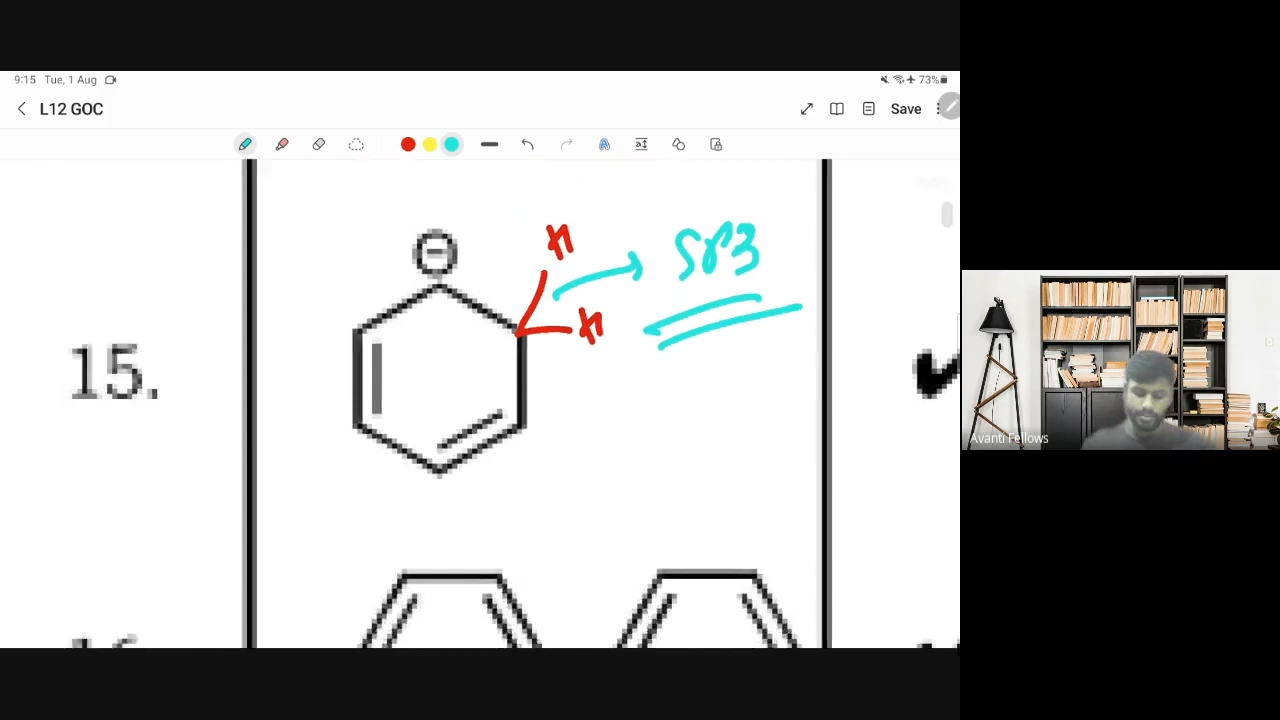 9:15 Tue, 1 Aug 73%
L12 GOC
Save
H
SP3
H
15.
Avanti Fellows